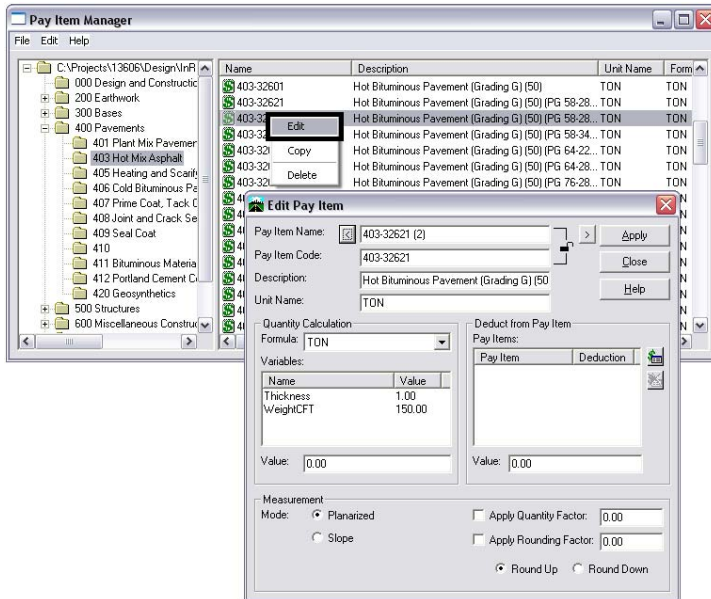 Pay Item Manager
File Edit Help
C:\Projects\13606\Design\InR
000 Design and Constructic
200 Earthwork
300 Bases
400 Pavements
401 Plant Mix Pavemer
403 Hot Mix Asphalt
405 Heating and Scarify
406 Cold Bituminous Pa
407 Prime Coat, Tack C
408 Joint and Crack Se
409 Seal Coat
410
411 Bituminous Materia
412 Portland Cement C
420 Geosynthetics
500 Structures
600 Miscellaneous Construc
Name Description Unit Name Form
403-32601 Hot Bituminous Pavement (Grading G) (50) TON TON
403-32621 Hot Bituminous Pavement (Grading G) (50) (PG 58-28... TON TON
403-32 Hot Bituminous Pavement (Grading G) (50) (PG 58-28... TON TON
403-32 Hot Bituminous Pavement (Grading G) (50) (PG 58-34... TON TON
403-32 Hot Bituminous Pavement (Grading G) (50) (PG 64-22... TON TON
403-32 Hot Bituminous Pavement (Grading G) (50) (PG 64-28... TON TON
403-32 Hot Bituminous Pavement (Grading G) (50) (PG 76-28... TON TON
Edit
Copy
Delete
Edit Pay Item
Pay Item Name: < 403-32621 (2) > Apply
Pay Item Code: 403-32621 Close
Description: Hot Bituminous Pavement (Grading G) (50 Help
Unit Name: TON
Quantity Calculation
Formula: TON
Variables:
Name Value
Thickness 1.00
WeightCFT 150.00
Value: 0.00
Deduct from Pay Item
Pay Items:
Pay Item Deduction
Value: 0.00
Measurement
Mode: Planarized
Slope
Apply Quantity Factor: 0.00
Apply Rounding Factor: 0.00
Round Up Round Down